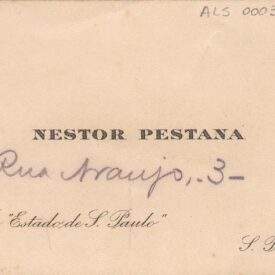 ALS 0003
NESTOR PESTANA
Rua Araujo, 3-
"Estado de S. Paulo"
S. P